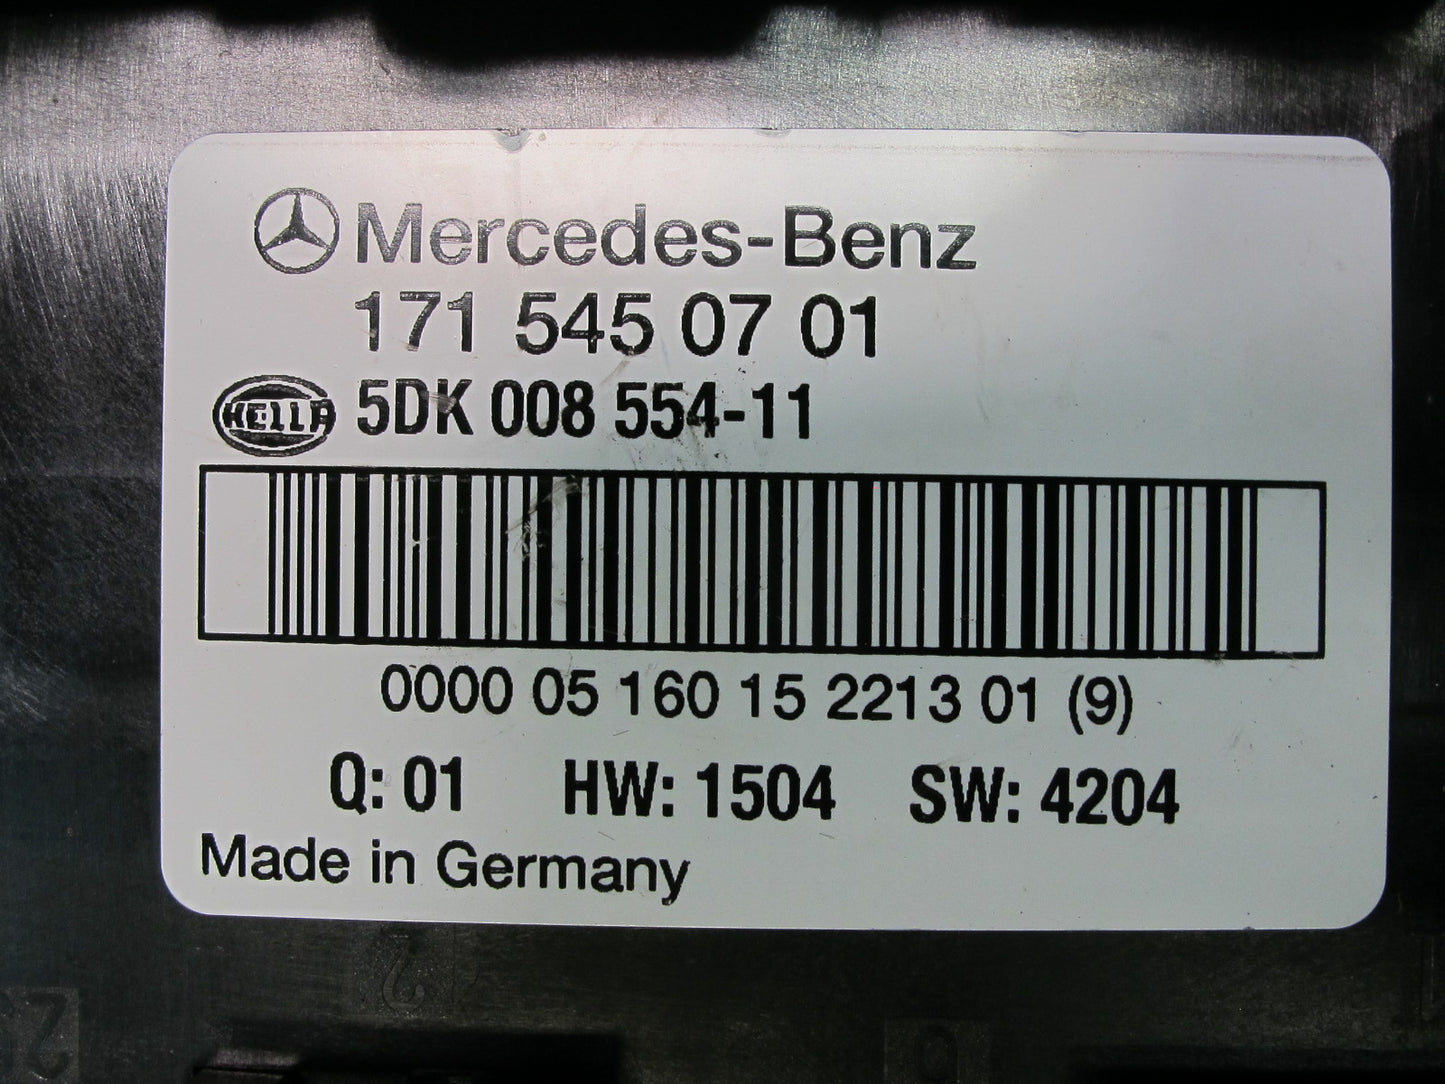 Mercedes-Benz
171 545 07 01
HELLA 5DK 008 554-11
0000 05 160 15 2213 01 (9)
Q: 01 HW: 1504 SW: 4204
Made in Germany